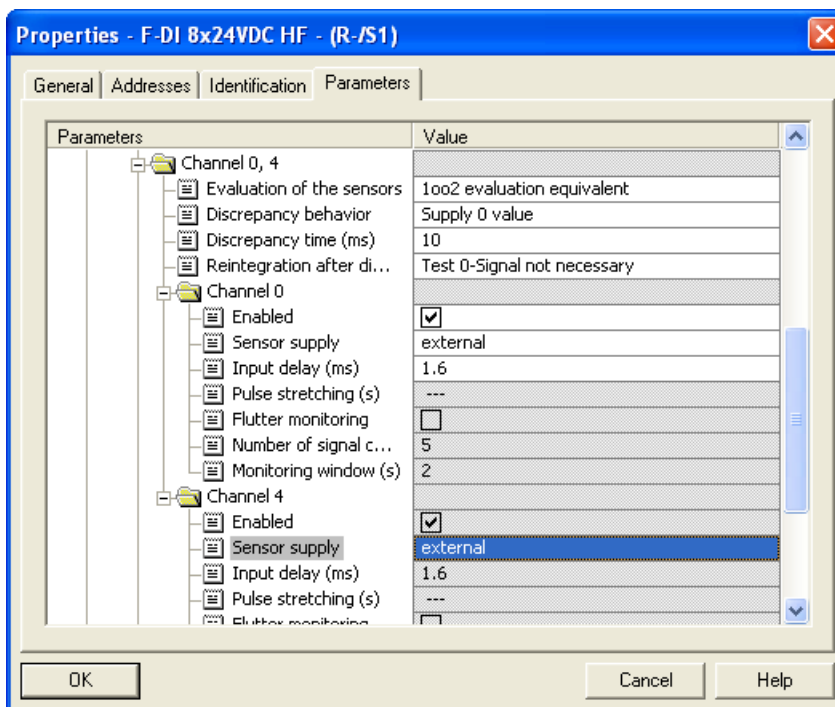 Properties - F-DI 8x24VDC HF - (R-/S1)
General Addresses Identification Parameters
Parameters Value
Channel 0, 4
Evaluation of the sensors 1oo2 evaluation equivalent
Discrepancy behavior Supply 0 value
Discrepancy time (ms) 10
Reintegration after di... Test 0-Signal not necessary
Channel 0
Enabled
Sensor supply external
Input delay (ms) 1.6
Pulse stretching (s) ---
Flutter monitoring
Number of signal c... 5
Monitoring window (s) 2
Channel 4
Enabled
Sensor supply external
Input delay (ms) 1.6
Pulse stretching (s) ---
Flutter monitoring
OK Cancel Help